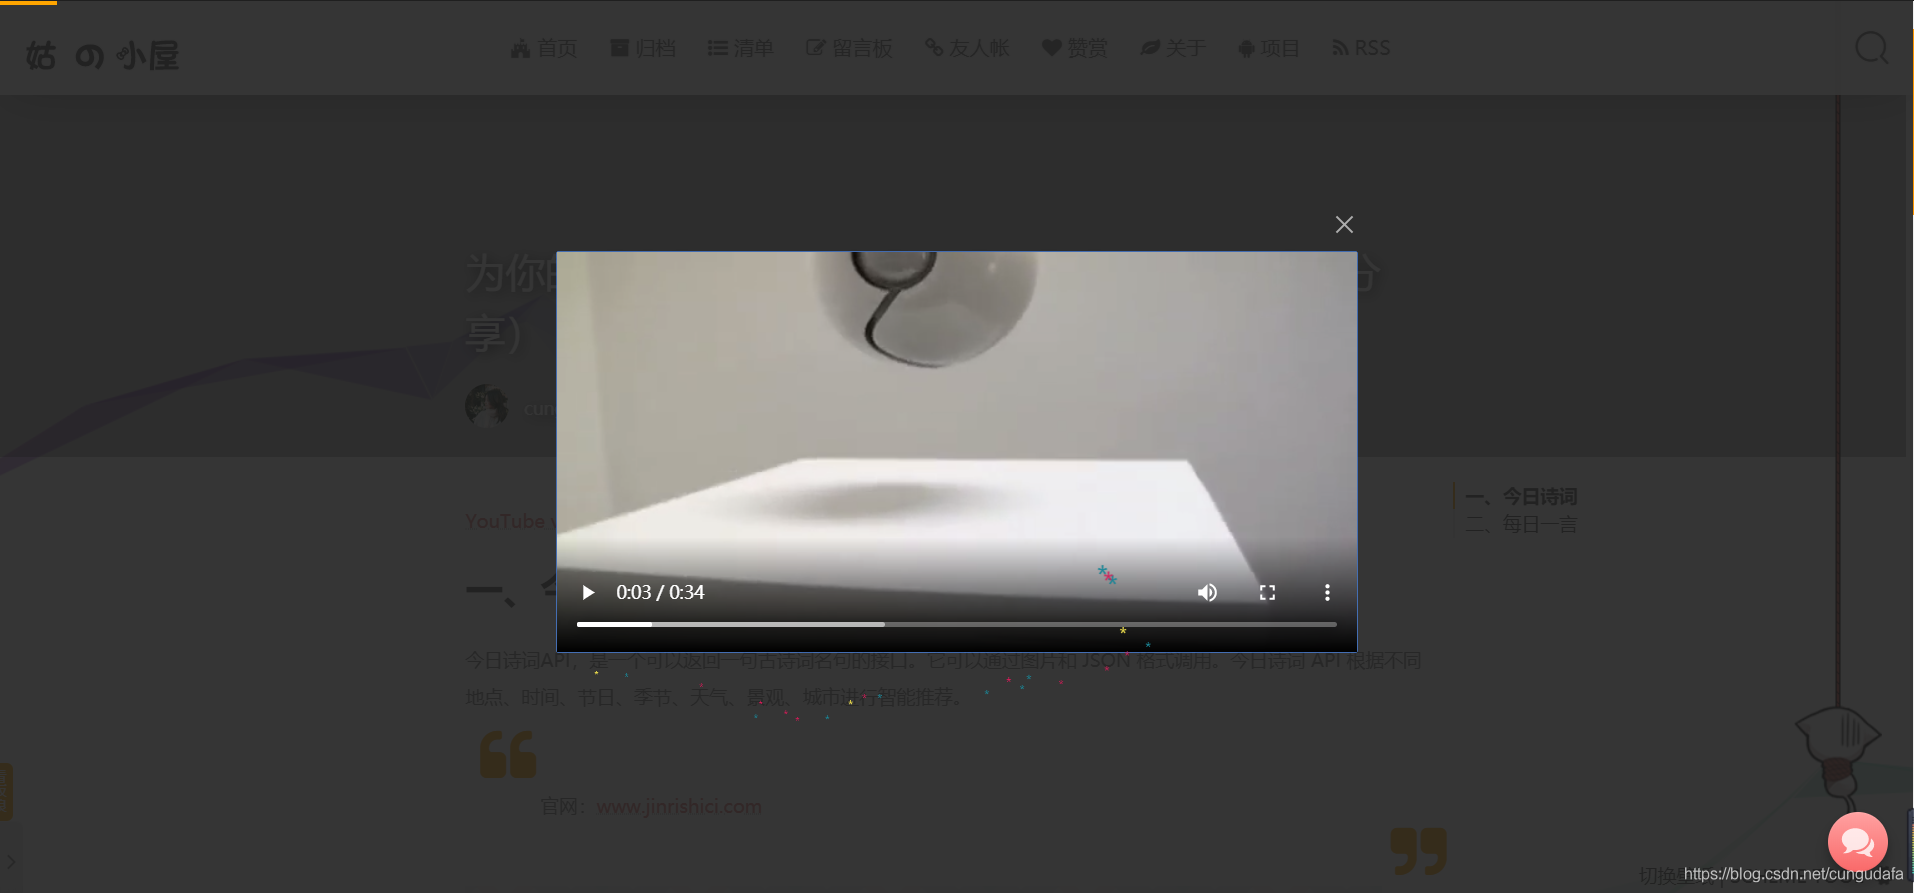 姑 の 小屋
首页 归档 清单 留言板 友人帐 赞赏 关于 项目 RSS
为你的
分
享）
YouTube
一、今日诗词
二、每日一言
一、
0:03 / 0:34
今日诗词API，是一个可以返回一句古诗词名句的接口。它可以通过图片和 JSON 格式调用。今日诗词 API 根据不同
地点、时间、节日、季节、天气、景观、城市进行智能推荐。
官网：www.jinrishici.com
切换
https://blog.csdn.net/cungudafa